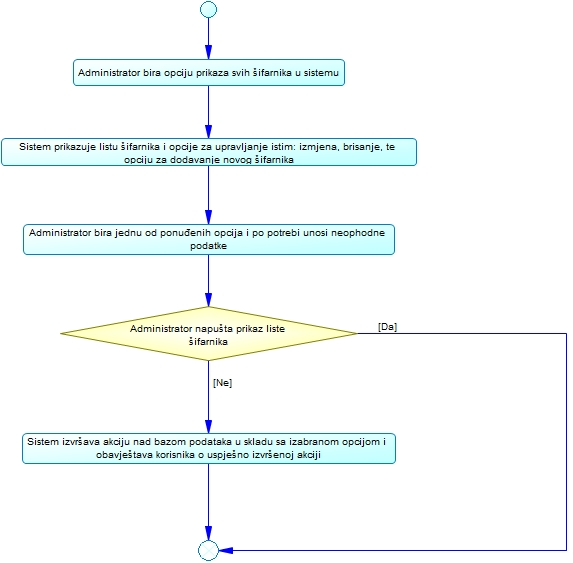 Administrator bira opciju prikaza svih šifarnika u sistemu
Sistem prikazuje listu šifarnika i opcije za upravljanje istim: izmjena, brisanje, te
opciju za dodavanje novog šifarnika
Administrator bira jednu od ponuđenih opcija i po potrebi unosi neophodne
podatke
Administrator napušta prikaz liste
šifarnika
[Da]
[Ne]
Sistem izvršava akciju nad bazom podataka u skladu sa izabranom opcijom i
obavještava korisnika o uspješno izvršenoj akciji